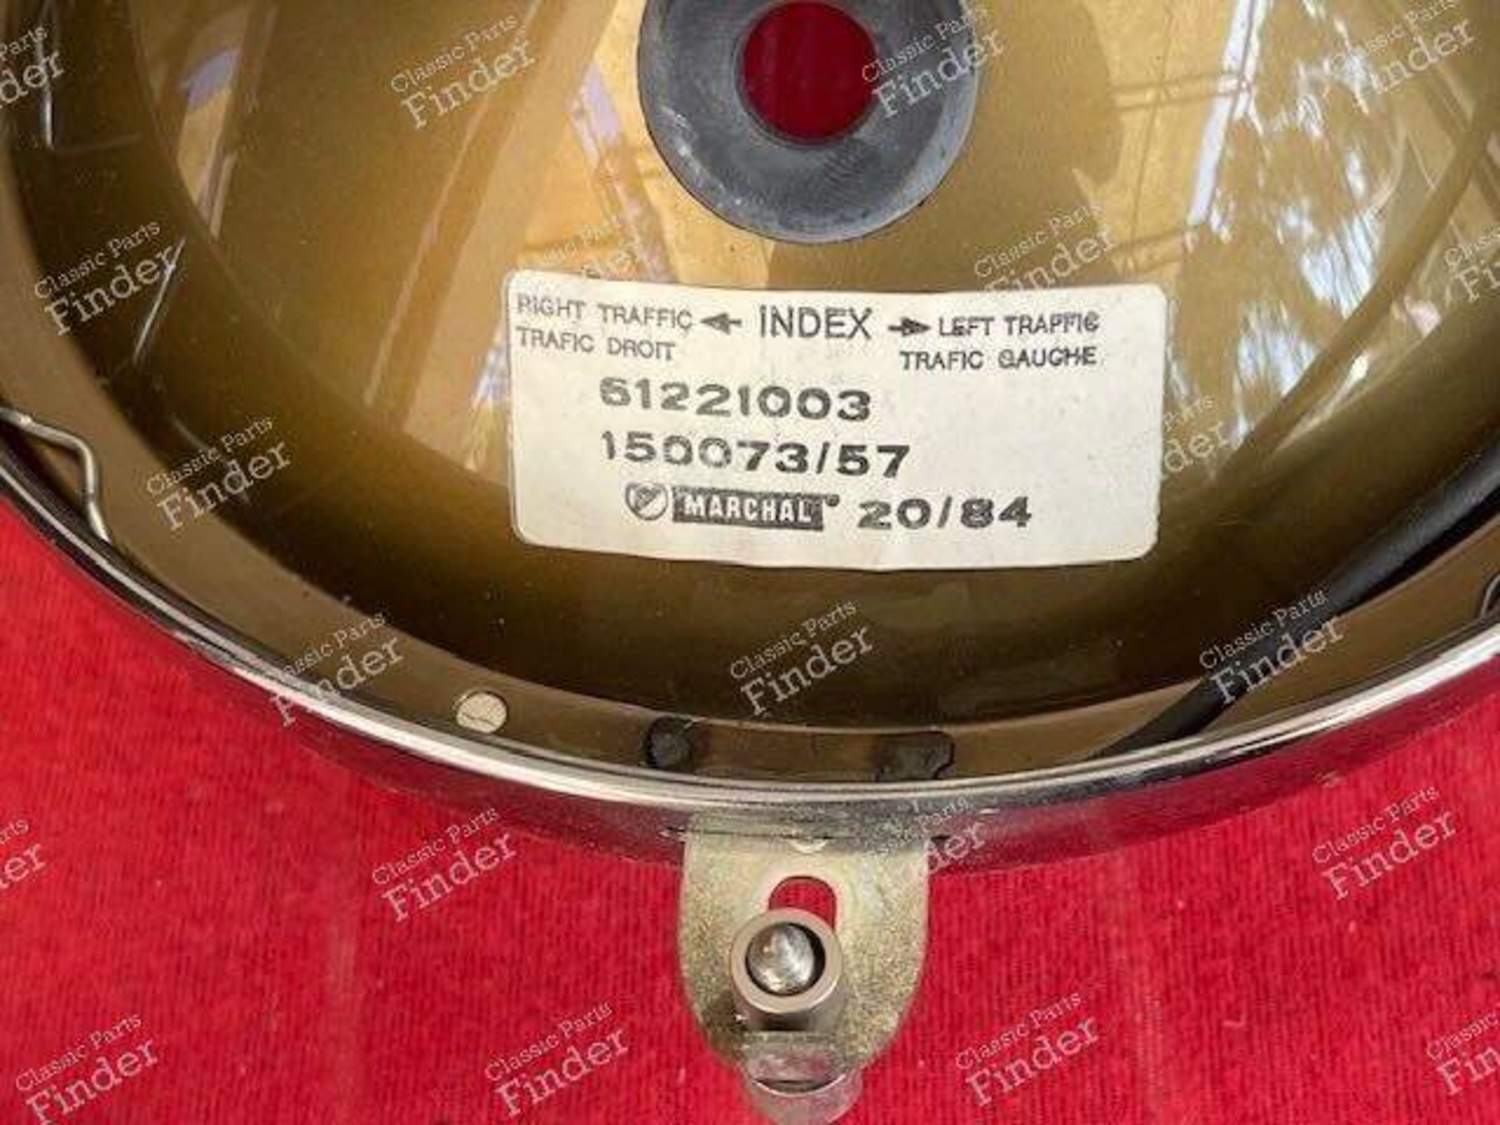 RIGHT TRAFFIC ← INDEX → LEFT TRAFFIC
TRAFIC DROIT TRAFIC GAUCHE
61221003
150073/57
MARCHAL® 20/84
Classic Parts
Finder